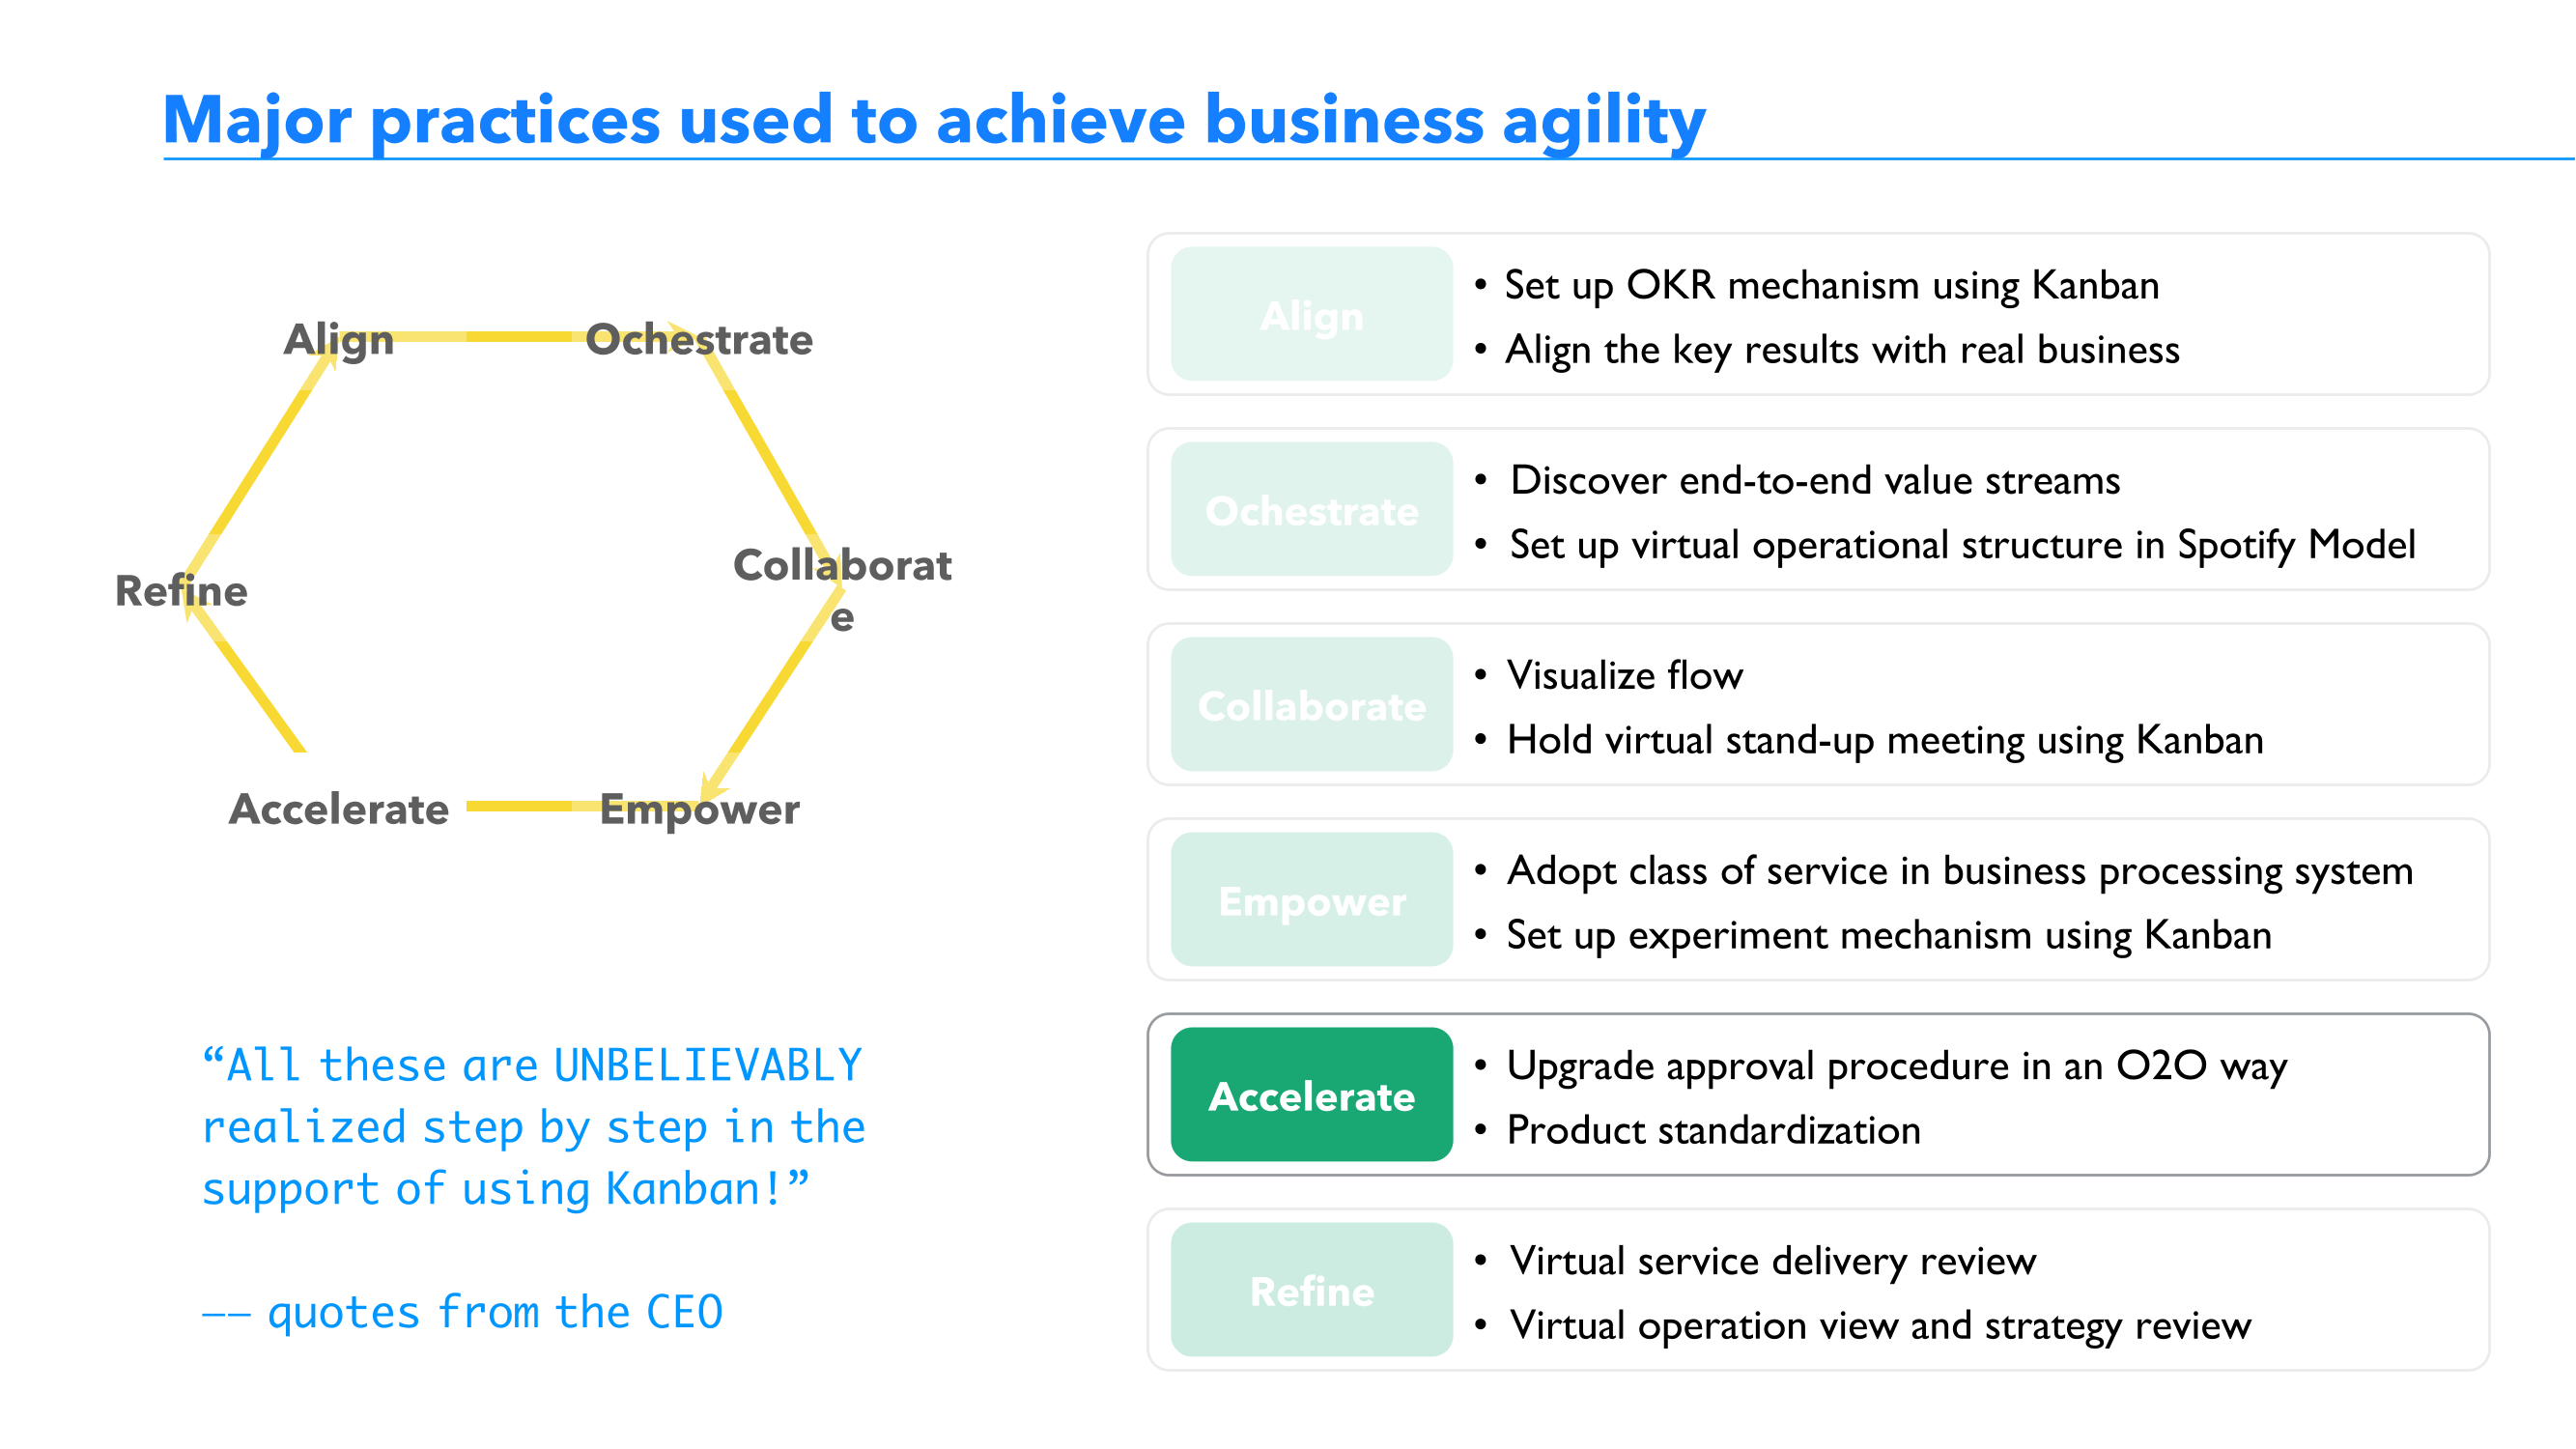 Major practices used to achieve business agility
Align
Ochestrate
Collaborat
e
Refine
Accelerate
Empower
“All these are UNBELIEVABLY
realized step by step in the
support of using Kanban!”
—— quotes from the CEO
Align
• Set up OKR mechanism using Kanban
• Align the key results with real business
Ochestrate
• Discover end-to-end value streams
• Set up virtual operational structure in Spotify Model
Collaborate
• Visualize flow
• Hold virtual stand-up meeting using Kanban
Empower
• Adopt class of service in business processing system
• Set up experiment mechanism using Kanban
Accelerate
• Upgrade approval procedure in an O2O way
• Product standardization
Refine
• Virtual service delivery review
• Virtual operation view and strategy review